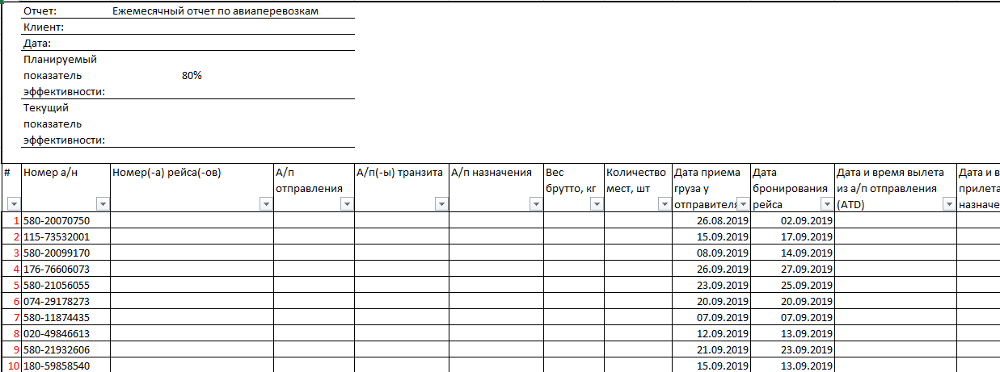 Отчет: Ежемесячный отчет по авиаперевозкам
Клиент:
Дата:
Планируемый
показатель 80%
эффективности:
Текущий
показатель
эффективности:
# Номер а/н Номер(-а) рейса(-ов) А/п А/п(-ы) транзита А/п назначения Вес Количество Дата приема Дата Дата и время вылета Дата и в
отправления брутто, кг мест, шт груза у бронирования из а/п отправления прилета
отправителя рейса (ATD) назначе
1 580-20070750 26.08.2019 02.09.2019
2 115-73532001 15.09.2019 17.09.2019
3 580-20099170 08.09.2019 14.09.2019
4 176-76606073 26.09.2019 27.09.2019
5 580-21056055 23.09.2019 25.09.2019
6 074-29178273 20.09.2019 20.09.2019
7 580-11874435 07.09.2019 07.09.2019
8 020-49846613 12.09.2019 13.09.2019
9 580-21932606 21.09.2019 23.09.2019
10 180-59858540 15.09.2019 13.09.2019